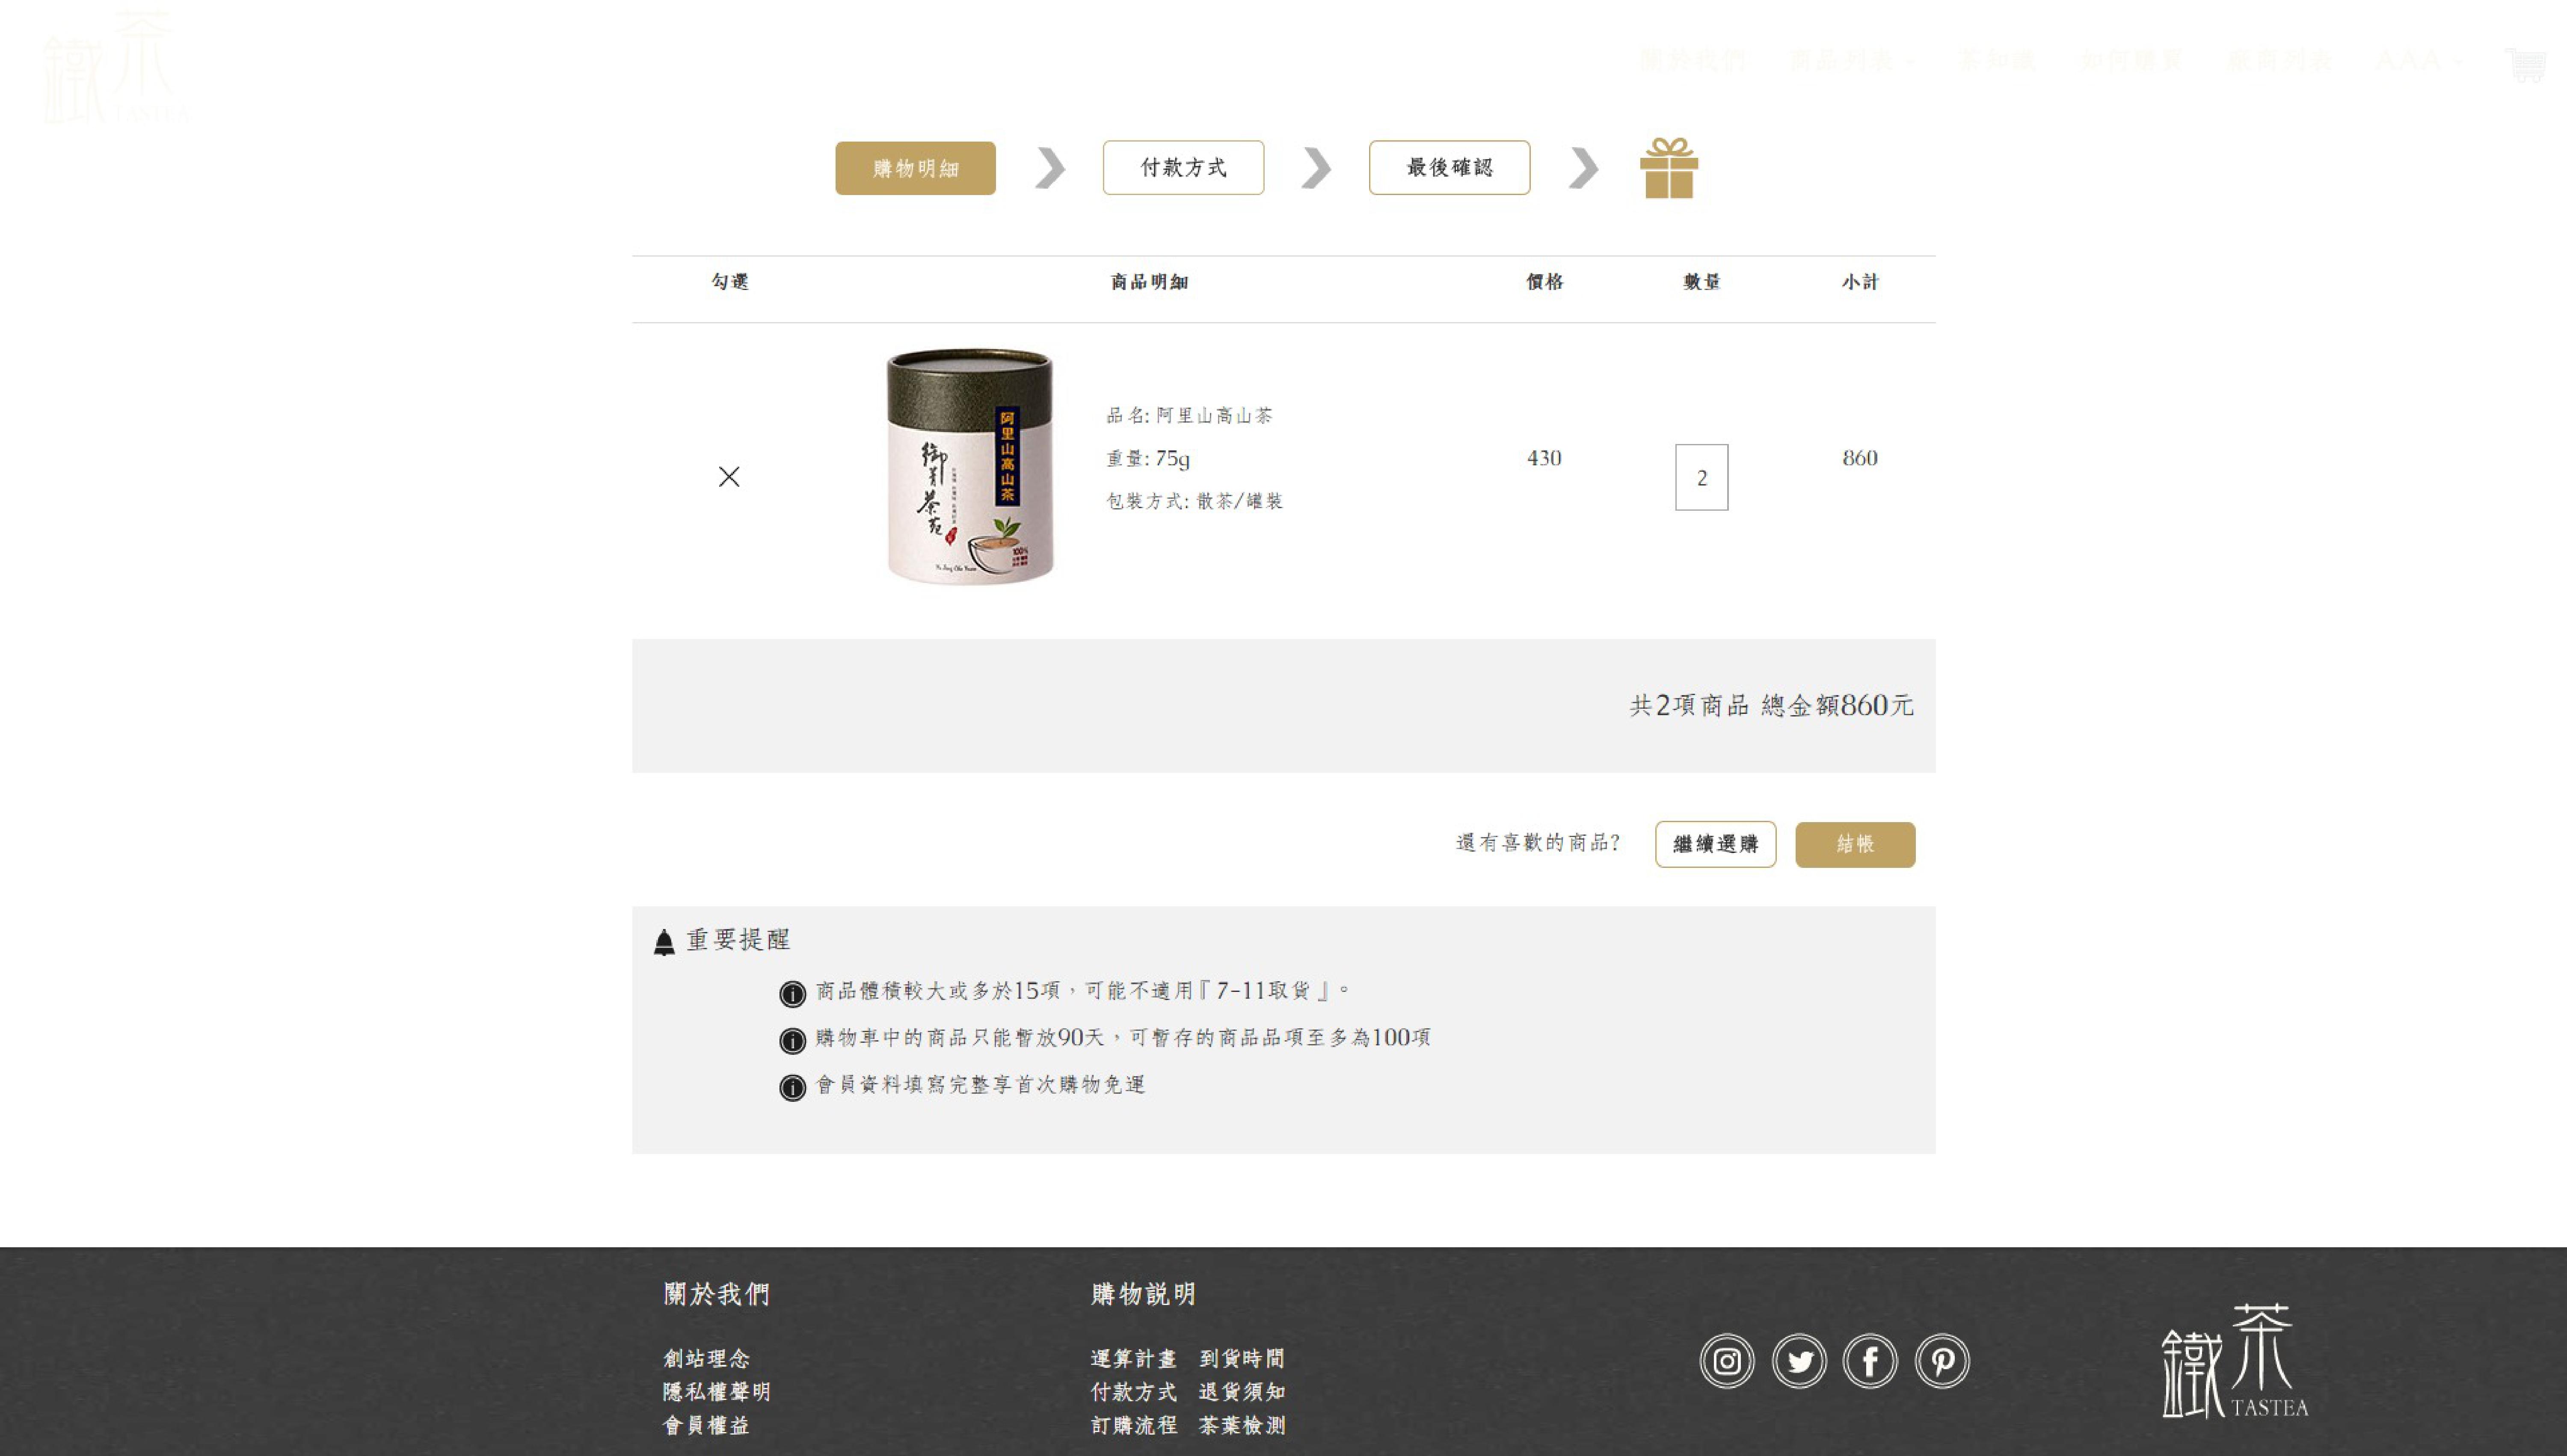 鐵茶 TASTEA
關於我們 商品列表 茶知識 如何購買 廠商列表 AAA
購物明細 付款方式 最後確認
勾選 商品明細 價格 數量 小計
阿里山高山茶
御菁茶苑
100%
Yu Jing Cha Yuan
品名: 阿里山高山茶
重量: 75g
包裝方式: 散茶/罐裝
430 2 860
共2項商品 總金額860元
還有喜歡的商品? 繼續選購 結帳
重要提醒
商品體積較大或多於15項，可能不適用『7-11取貨』。
購物車中的商品只能暫放90天，可暫存的商品品項至多為100項
會員資料填寫完整享首次購物免運
關於我們
創站理念
隱私權聲明
會員權益
購物說明
運算計畫 到貨時間
付款方式 退貨須知
訂購流程 茶葉檢測
鐵茶 TASTEA